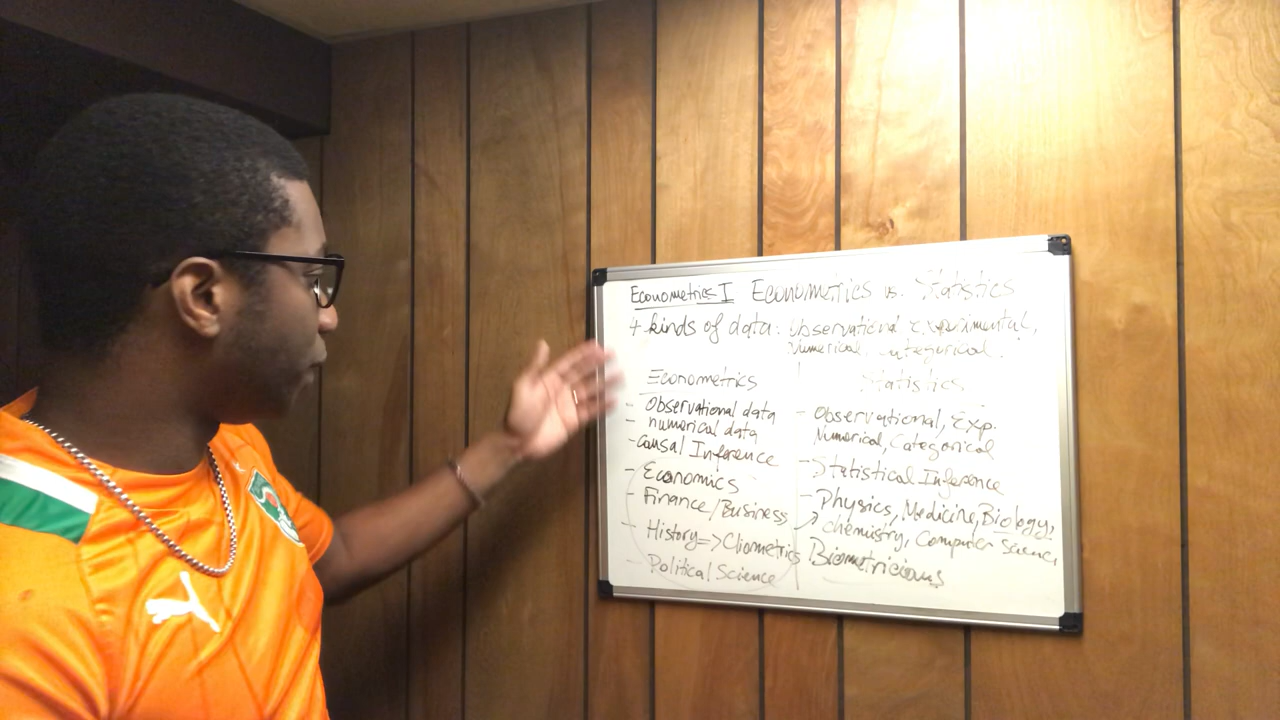 Econometrics I Econometrics vs. Statistics
4 kinds of data: Observational Experimental,
Numerical, Categorical.
Econometrics
- Observational data
- numerical data
- Causal Inference
- Economics
- Finance/Business
- History => Cliometrics
- Political Science
Statistics
- Observational, Exp.
Numerical, Categorical
- Statistical Inference
- Physics, Medicine, Biology,
chemistry, Computer Science,
Biometricians